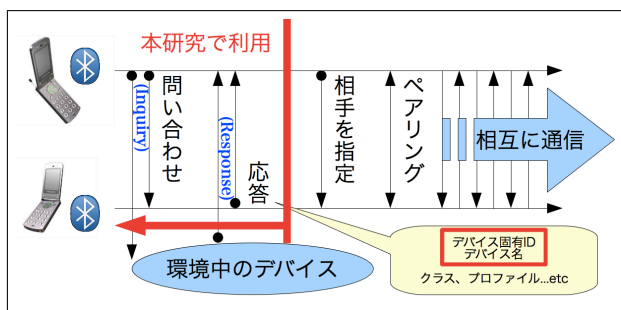 本研究で利用
問い合わせ
(Inquiry)
(Response)
応答
相手を指定
ペアリング
相互に通信
環境中のデバイス
デバイス固有ID
デバイス名
クラス、プロファイル...etc